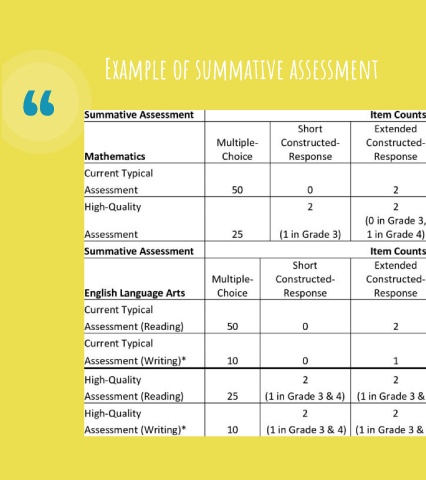 “
Example of summative assessment
Summative Assessment Item Counts
Mathematics Multiple-Choice Short Constructed-Response Extended Constructed-Response
Current Typical Assessment 50 0 2
High-Quality Assessment 25 2 (1 in Grade 3) 2 (0 in Grade 3, 1 in Grade 4)
Summative Assessment Item Counts
English Language Arts Multiple-Choice Short Constructed-Response Extended Constructed-Response
Current Typical Assessment (Reading) 50 0 2
Current Typical Assessment (Writing)* 10 0 1
High-Quality Assessment (Reading) 25 2 (1 in Grade 3 & 4) 2 (1 in Grade 3 &
High-Quality Assessment (Writing)* 10 2 (1 in Grade 3 & 4) 2 (1 in Grade 3 &